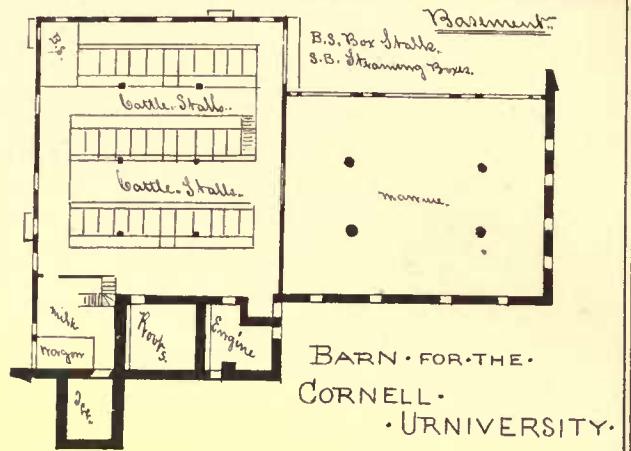 Basement
B.S. Box Stalls.
S.B. Steaming Boxes.
B.S.
Cattle-Stalls.
Cattle-Stalls.
manure.
Milk
Wagon
Roots.
Engine
BARN · FOR · THE ·
CORNELL ·
· URNIVERSITY ·